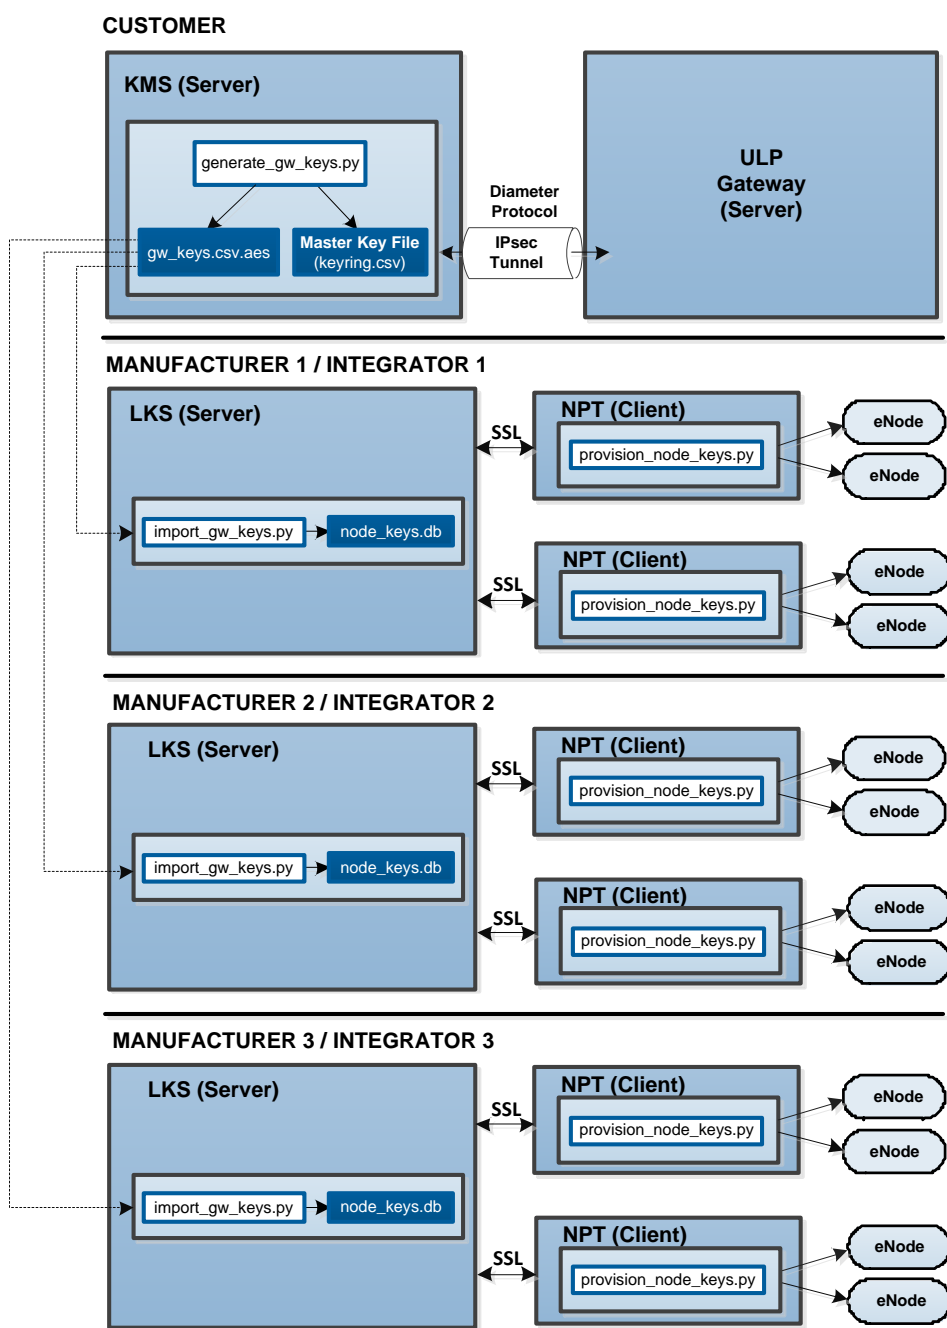 CUSTOMER
KMS (Server)
generate_gw_keys.py
gw_keys.csv.aes
Master Key File
(keyring.csv)
Diameter
Protocol
IPsec
Tunnel
ULP
Gateway
(Server)
MANUFACTURER 1 / INTEGRATOR 1
LKS (Server)
import_gw_keys.py
node_keys.db
SSL
NPT (Client)
provision_node_keys.py
eNode
eNode
SSL
NPT (Client)
provision_node_keys.py
eNode
eNode
MANUFACTURER 2 / INTEGRATOR 2
LKS (Server)
import_gw_keys.py
node_keys.db
SSL
NPT (Client)
provision_node_keys.py
eNode
eNode
SSL
NPT (Client)
provision_node_keys.py
eNode
eNode
MANUFACTURER 3 / INTEGRATOR 3
LKS (Server)
import_gw_keys.py
node_keys.db
SSL
NPT (Client)
provision_node_keys.py
eNode
eNode
SSL
NPT (Client)
provision_node_keys.py
eNode
eNode